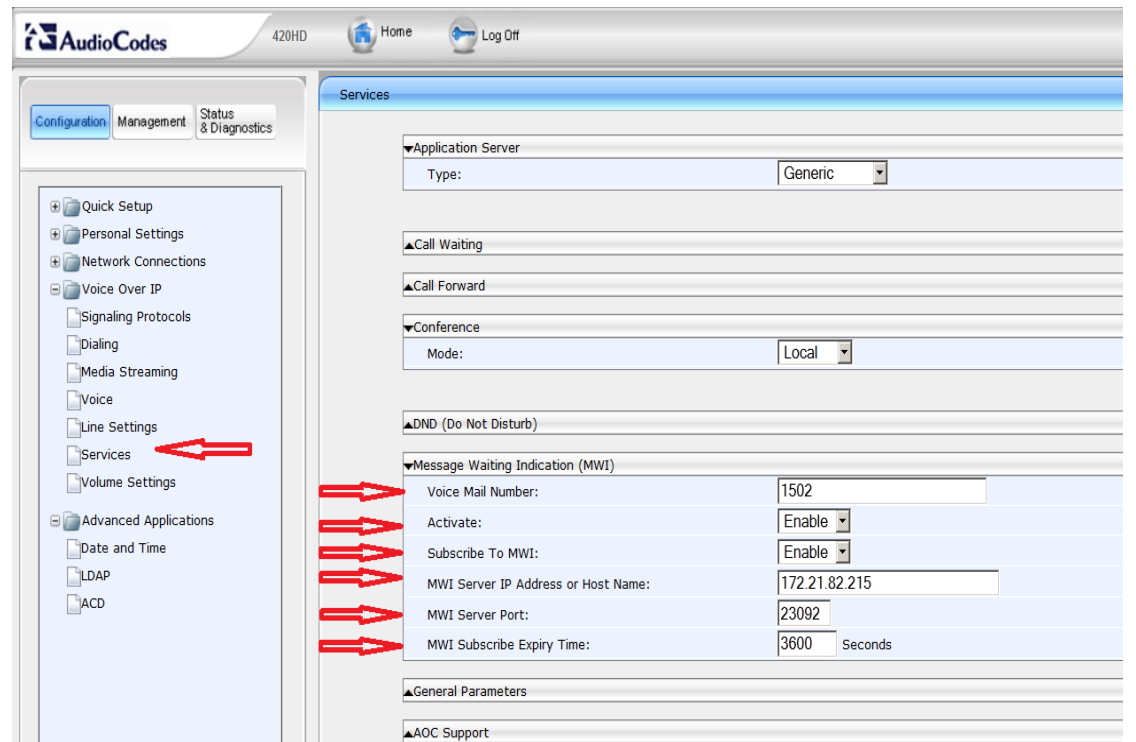 AudioCodes 420HD Home Log Off
Configuration Management Status & Diagnostics
Quick Setup
Personal Settings
Network Connections
Voice Over IP
Signaling Protocols
Dialing
Media Streaming
Voice
Line Settings
Services
Volume Settings
Advanced Applications
Date and Time
LDAP
ACD
Services
Application Server
Type: Generic
Call Waiting
Call Forward
Conference
Mode: Local
DND (Do Not Disturb)
Message Waiting Indication (MWI)
Voice Mail Number: 1502
Activate: Enable
Subscribe To MWI: Enable
MWI Server IP Address or Host Name: 172.21.82.215
MWI Server Port: 23092
MWI Subscribe Expiry Time: 3600 Seconds
General Parameters
AOC Support